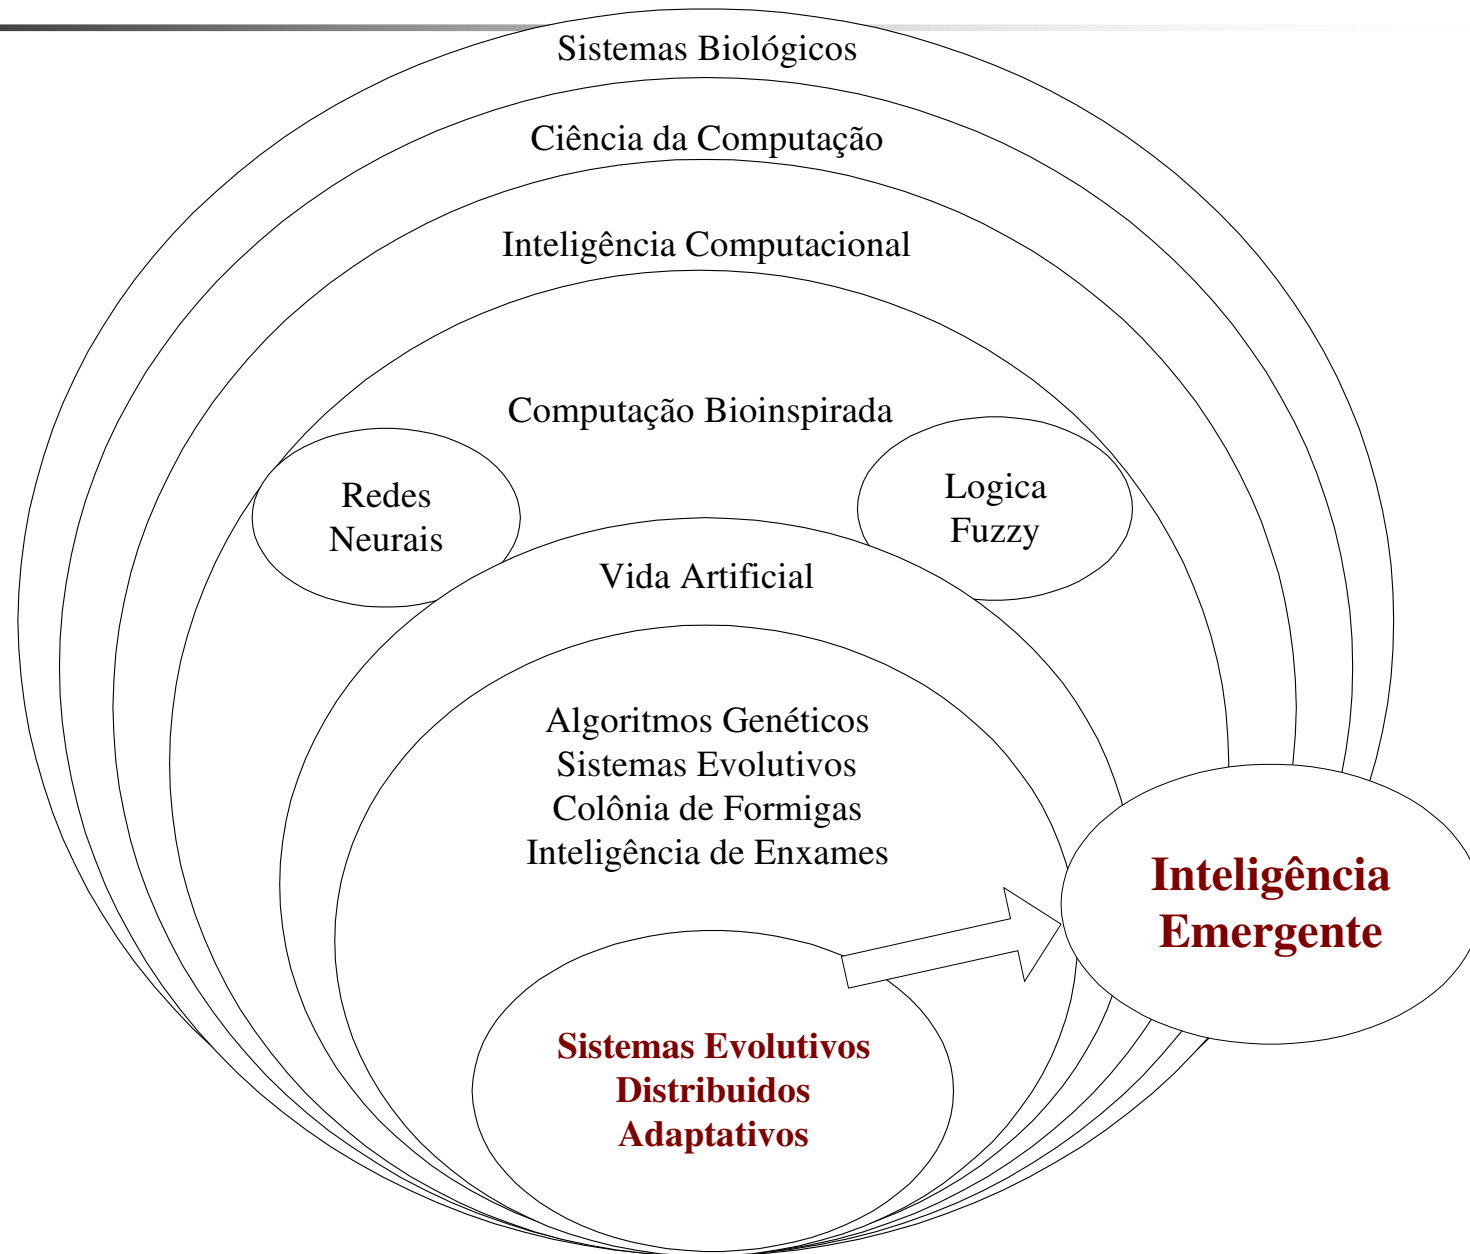 Sistemas Biológicos
Ciência da Computação
Inteligência Computacional
Computação Bioinspirada
Redes
Neurais
Logica
Fuzzy
Vida Artificial
Algoritmos Genéticos
Sistemas Evolutivos
Colônia de Formigas
Inteligência de Enxames
Inteligência
Emergente
Sistemas Evolutivos
Distribuidos
Adaptativos